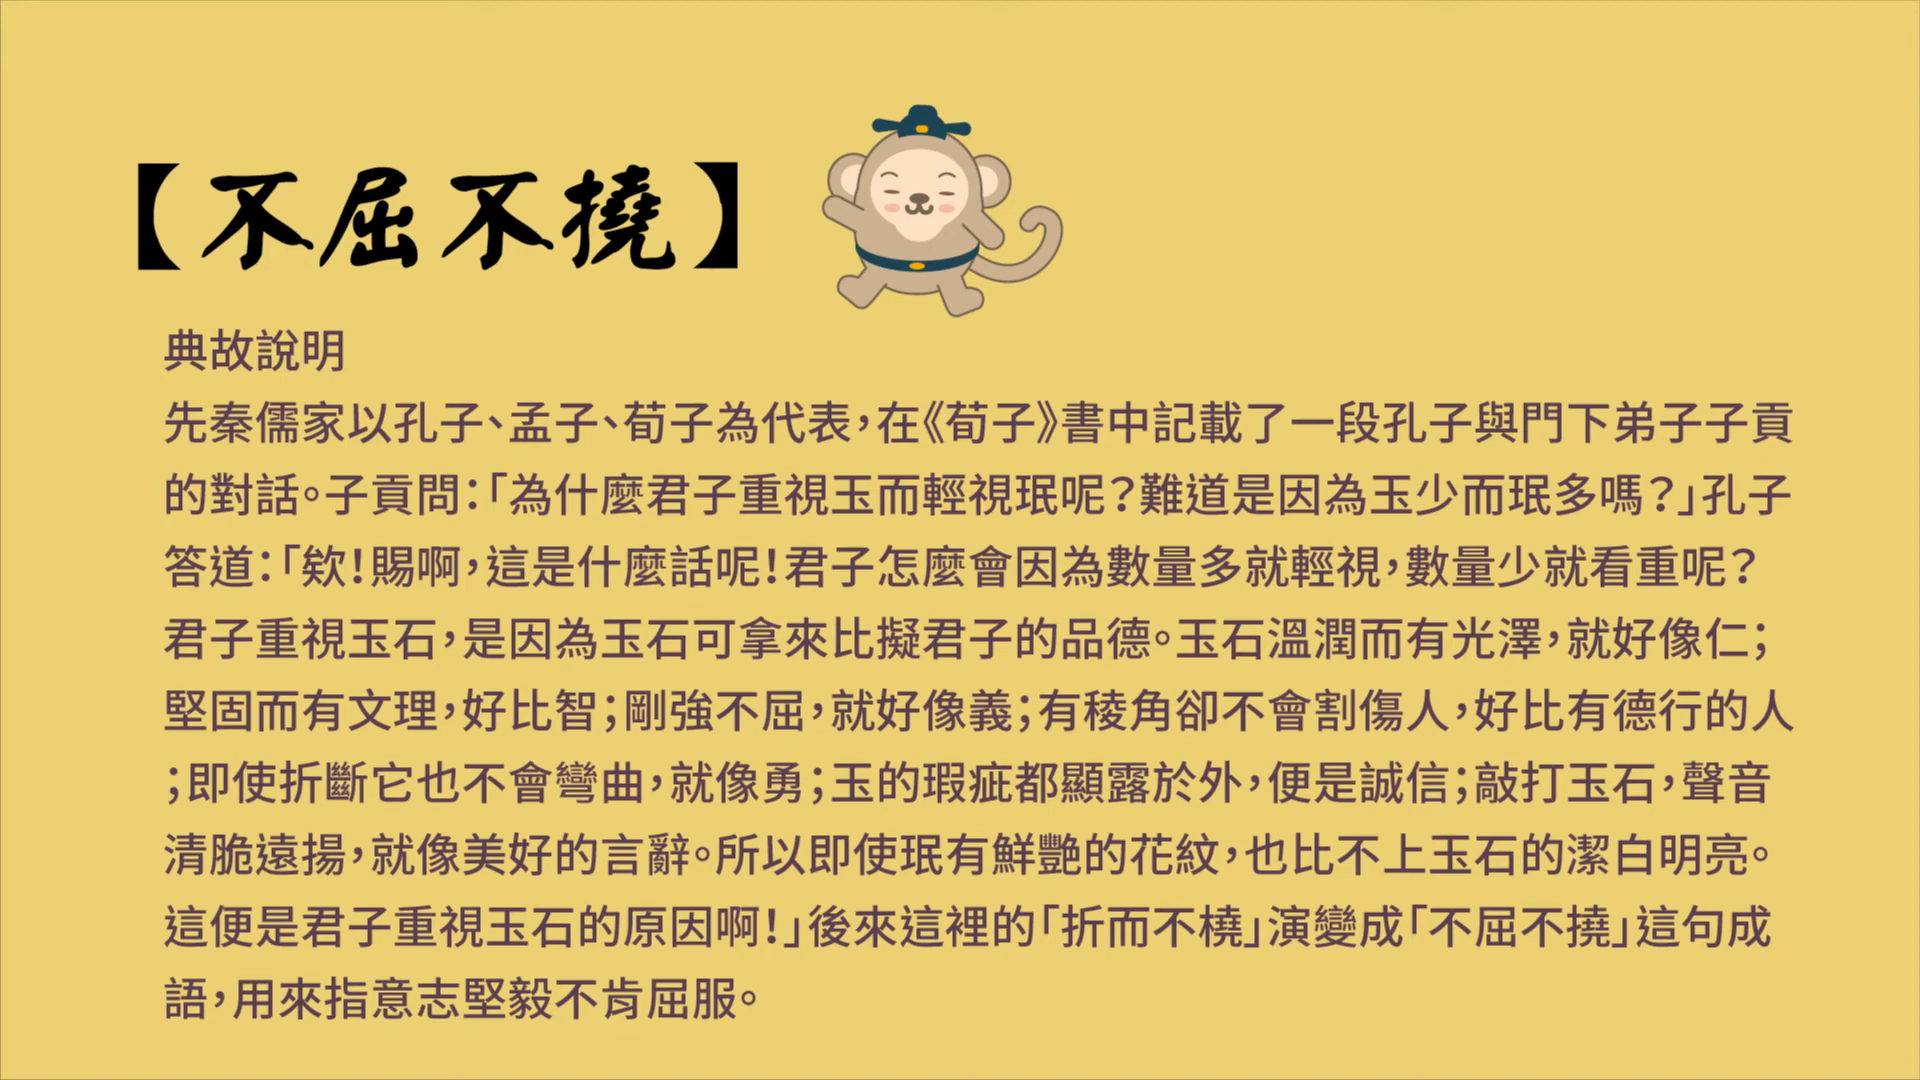 【不屈不撓】
典故說明
先秦儒家以孔子、孟子、荀子為代表，在《荀子》書中記載了一段孔子與門下弟子子貢
的對話。子貢問：「為什麼君子重視玉而輕視珉呢？難道是因為玉少而珉多嗎？」孔子
答道：「欸！賜啊，這是什麼話呢！君子怎麼會因為數量多就輕視，數量少就看重呢？
君子重視玉石，是因為玉石可拿來比擬君子的品德。玉石溫潤而有光澤，就好像仁；
堅固而有文理，好比智；剛強不屈，就好像義；有稜角卻不會割傷人，好比有德行的人
；即使折斷它也不會彎曲，就像勇；玉的瑕疵都顯露於外，便是誠信；敲打玉石，聲音
清脆遠揚，就像美好的言辭。所以即使珉有鮮艷的花紋，也比不上玉石的潔白明亮。
這便是君子重視玉石的原因啊！」後來這裡的「折而不橈」演變成「不屈不撓」這句成
語，用來指意志堅毅不肯屈服。